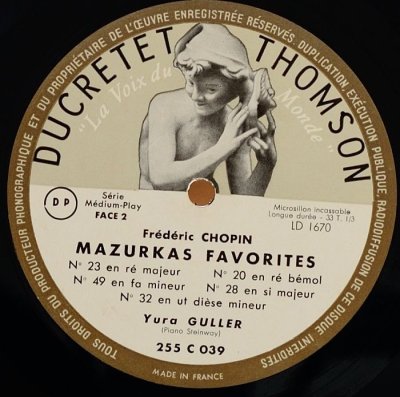 TOUS DROITS DU PRODUCTEUR PHONOGRAPHIQUE ET DU PROPRIÉTAIRE DE L'ŒUVRE ENREGISTRÉE RÉSERVÉS. DUPLICATION, EXÉCUTION PUBLIQUE RADIODIFFUSION DE CE DISQUE INTERDITES
DUCRETET THOMSON
"La Voix du Monde"
DP
Série
Médium-Play
FACE 2
Microsillon incassable
Longue durée - 33 T. 1/3
LD 1670
Frédéric CHOPIN
MAZURKAS FAVORITES
N° 23 en ré majeur N° 20 en ré bémol
N° 49 en fa mineur N° 28 en si majeur
N° 32 en ut dièse mineur
Yura GULLER
(Piano Steinway)
255 C 039
MADE IN FRANCE